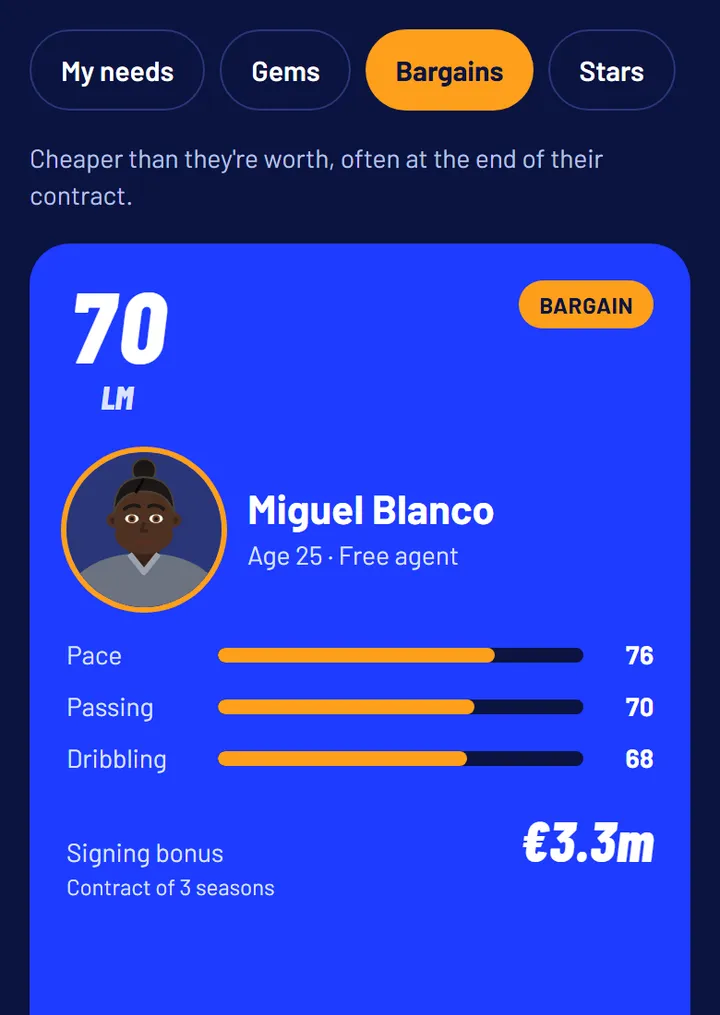 My needs Gems Bargains Stars
Cheaper than they're worth, often at the end of their
contract.
70
BARGAIN
LM
Miguel Blanco
Age 25 · Free agent
Pace 76
Passing 70
Dribbling 68
Signing bonus €3.3m
Contract of 3 seasons